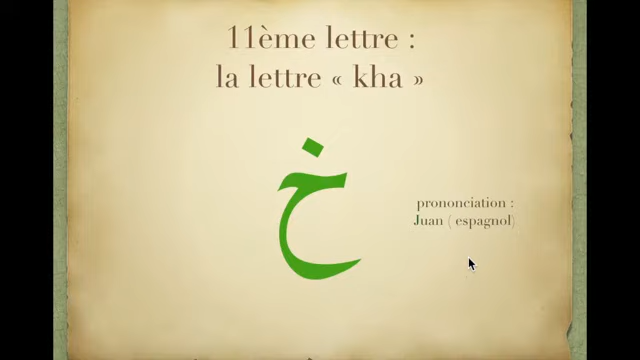 11ème lettre :
la lettre « kha »
خ
prononciation :
Juan ( espagnol)